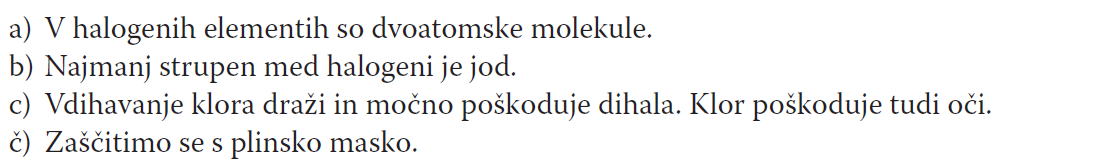 a) V halogenih elementih so dvoatomske molekule.
b) Najmanj strupen med halogeni je jod.
c) Vdihavanje klora draži in močno poškoduje dihala. Klor poškoduje tudi oči.
č) Zaščitimo se s plinsko masko.